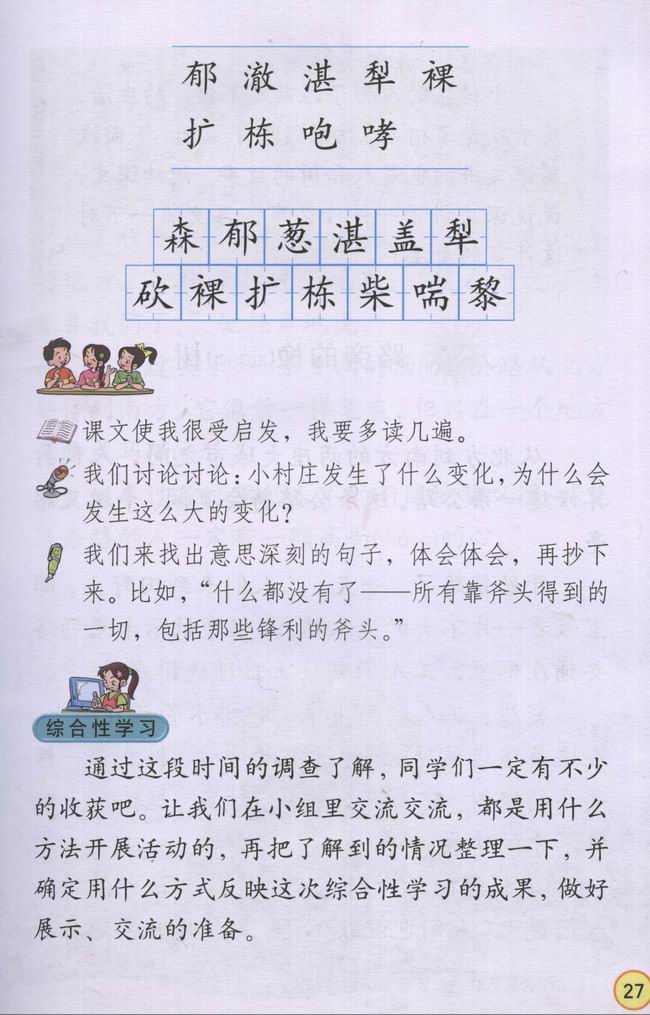 郁 澈 湛 犁 裸
扩 栋 咆 哮
森郁葱湛盖犁
砍裸扩栋柴喘黎
课文使我很受启发，我要多读几遍。
我们讨论讨论：小村庄发生了什么变化，为什么会
发生这么大的变化？
我们来找出意思深刻的句子，体会体会，再抄下
来。比如，“什么都没有了——所有靠斧头得到的
一切，包括那些锋利的斧头。”
综合性学习
通过这段时间的调查了解，同学们一定有不少
的收获吧。让我们在小组里交流交流，都是用什么
方法开展活动的，再把了解到的情况整理一下，并
确定用什么方式反映这次综合性学习的成果，做好
展示、交流的准备。
27